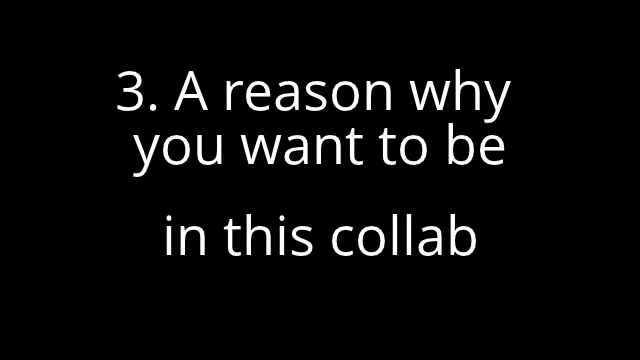 3. A reason why
you want to be
in this collab